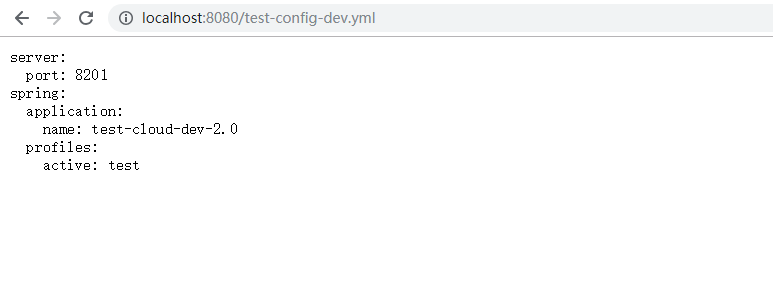 localhost:8080/test-config-dev.yml
server:
  port: 8201
spring:
  application:
    name: test-cloud-dev-2.0
  profiles:
    active: test